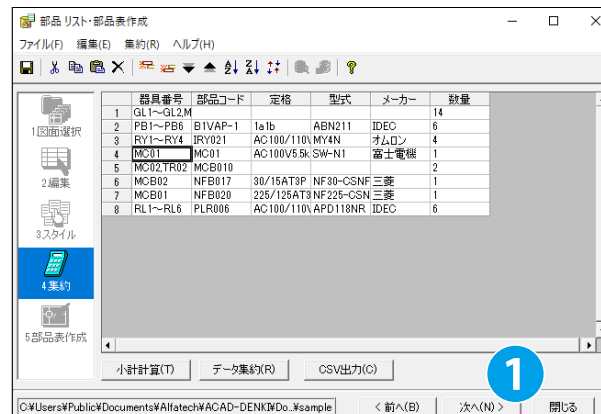 部品 リスト・部品表作成
ファイル(F) 編集(E) 集約(R) ヘルプ(H)
器具番号 部品コード 定格 型式 メーカー 数量
1 GL1～GL2,M 14
2 PB1～PB6 B1VAP-1 1a1b ABN211 IDEC 6
3 RY1～RY4 IRY021 AC100/110V MY4N オムロン 4
4 MC01 MC01 AC100V5.5k SW-N1 富士電機 1
5 MC02,TR02 MCB010 2
6 MCB02 NFB017 30/15AT3P NF30-CSNF 三菱 1
7 MCB01 NFB020 225/125AT3 NF225-CSN 三菱 1
8 RL1～RL6 PLR006 AC100/110V APD118NR IDEC 6
1図面選択
2.編集
3.スタイル
4.集約
5.部品表作成
小計計算(T) データ集約(R) CSV出力(O)
1
C:¥Users¥Public¥Documents¥Alfatech¥ACAD-DENKI¥Do..¥sample < 前へ(B) 次へ(N) > 閉じる